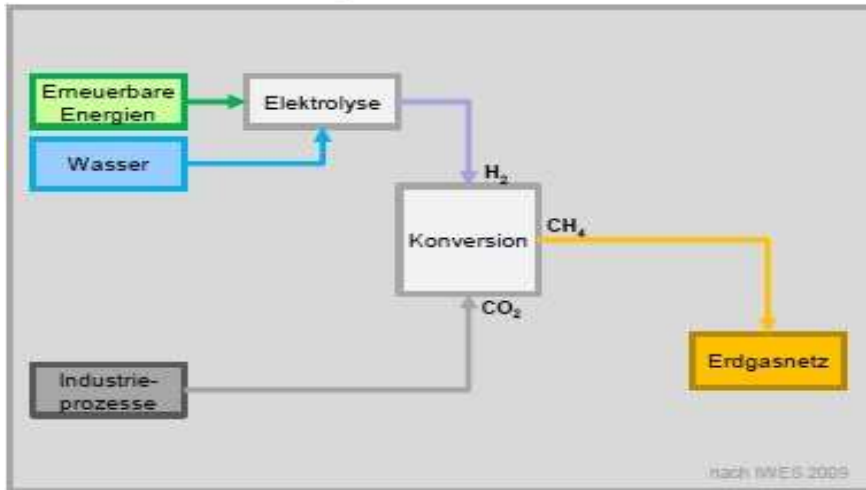 Erneuerbare
Energien
Elektrolyse
Wasser
H₂
CH₄
Konversion
CO₂
Erdgasnetz
Industrie-
prozesse
nach IWES 2009